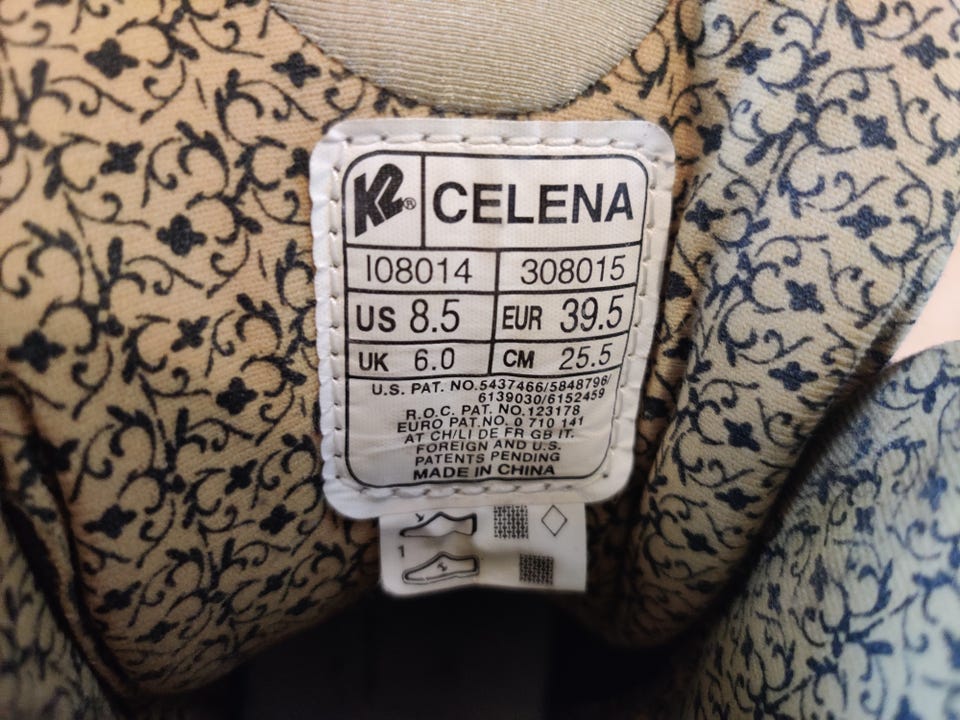 K2® CELENA
I08014 308015
US 8.5 EUR 39.5
UK 6.0 CM 25.5
U.S. PAT. NO.5437466/5848796/
6139030/6152459
R.O.C. PAT. NO.123178
EURO PAT.NO. 0 710 141
AT CH/LI DE FR GB IT.
FOREIGN AND U.S.
PATENTS PENDING
MADE IN CHINA
1